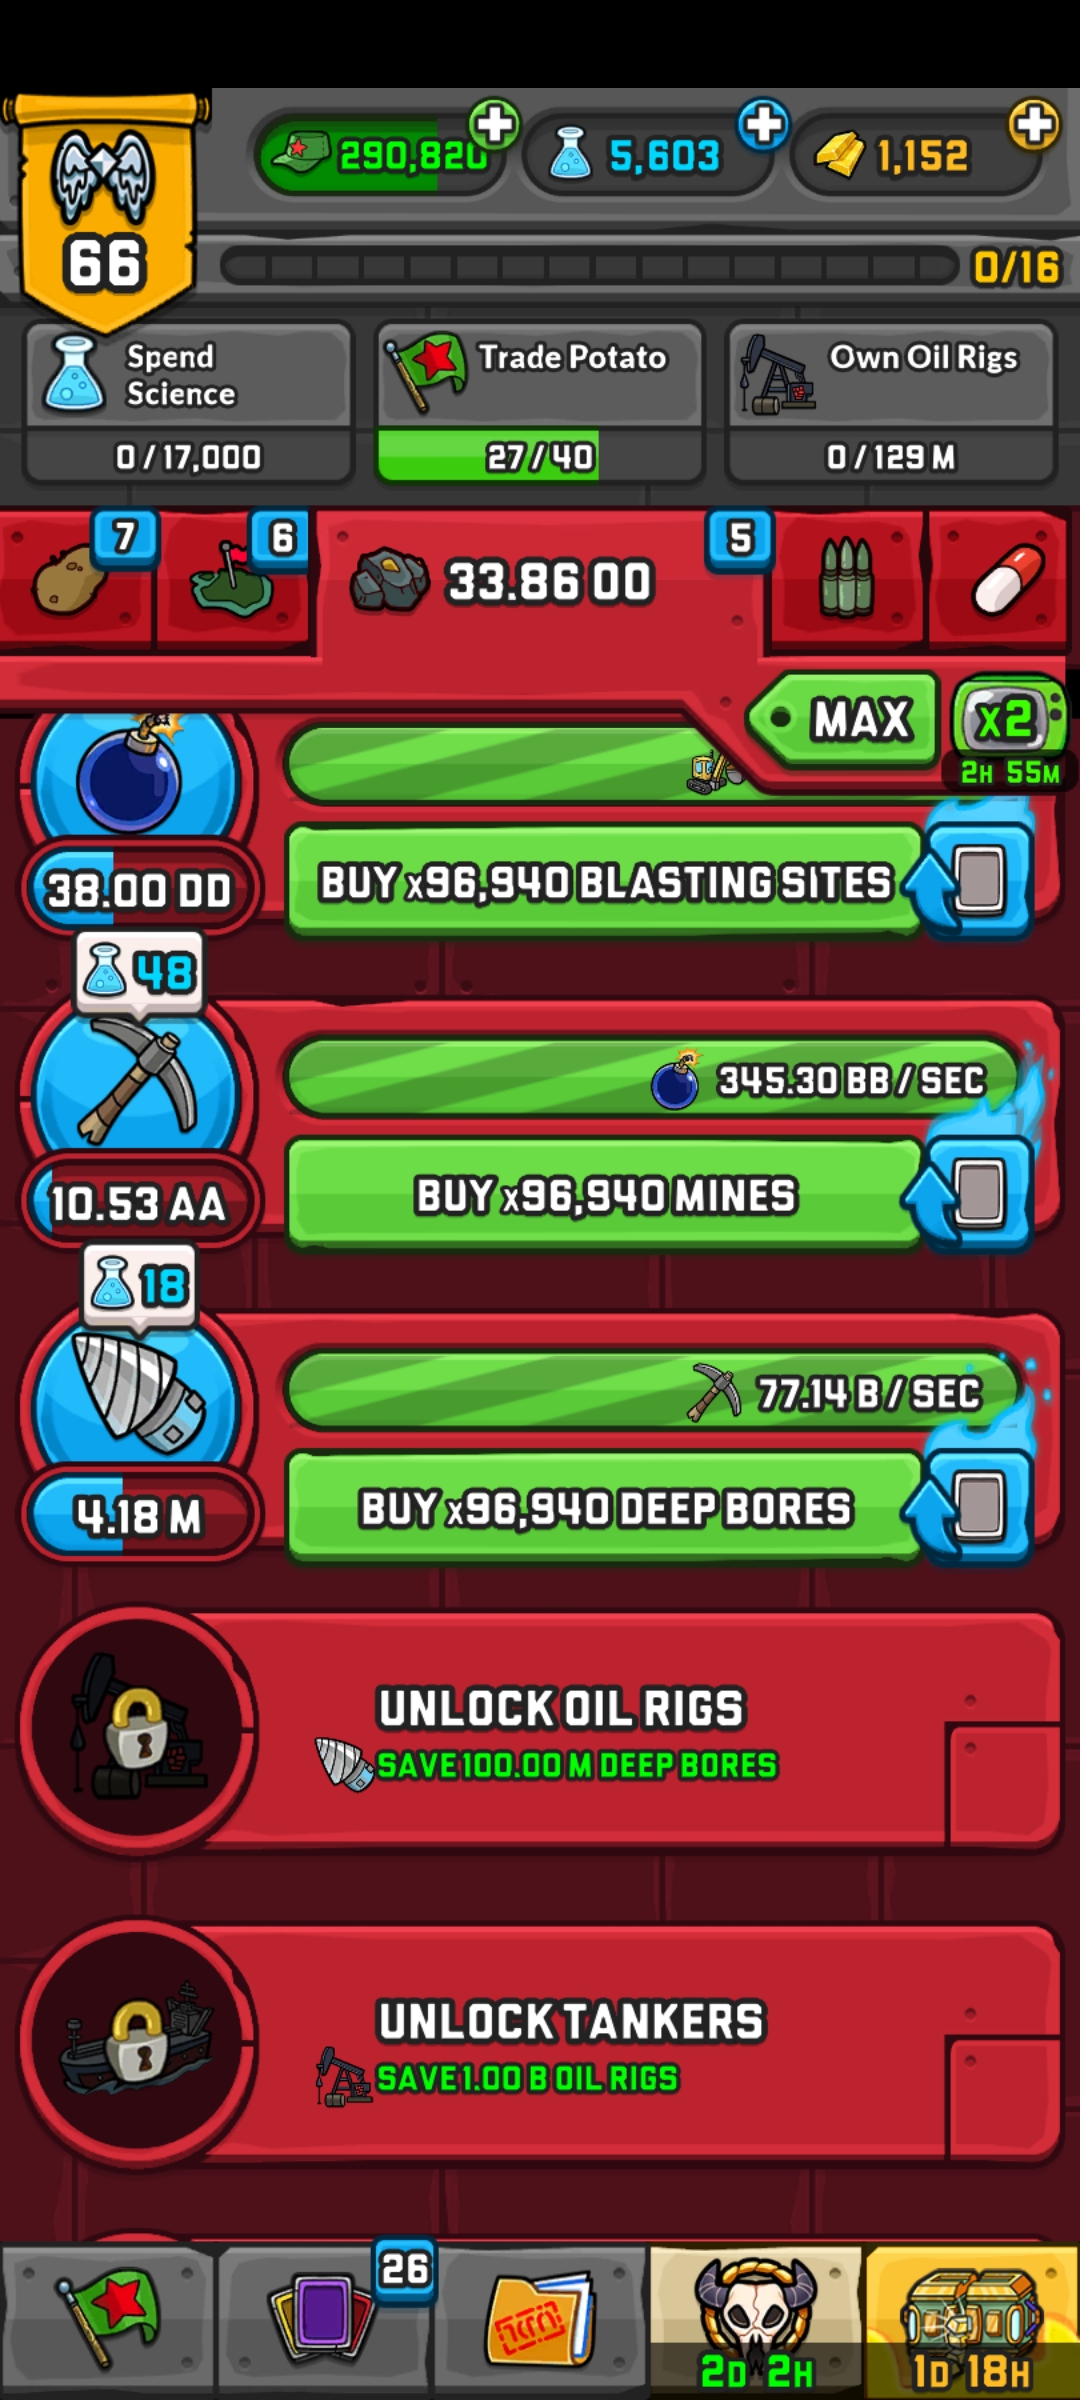 290,820
5,603
1,152
66
0/16
Spend
Science
0/17,000
Trade Potato
27/40
Own Oil Rigs
0/129 M
7
6
33.86 OO
5
MAX
X2
2H 55M
38.00 DD
BUY x96,940 BLASTING SITES
48
345.30 BB / SEC
10.53 AA
BUY x96,940 MINES
18
77.14 B / SEC
4.18 M
BUY x96,940 DEEP BORES
UNLOCK OIL RIGS
SAVE 100.00 M DEEP BORES
UNLOCK TANKERS
SAVE 1.00 B OIL RIGS
26
2D 2H
1D 18H